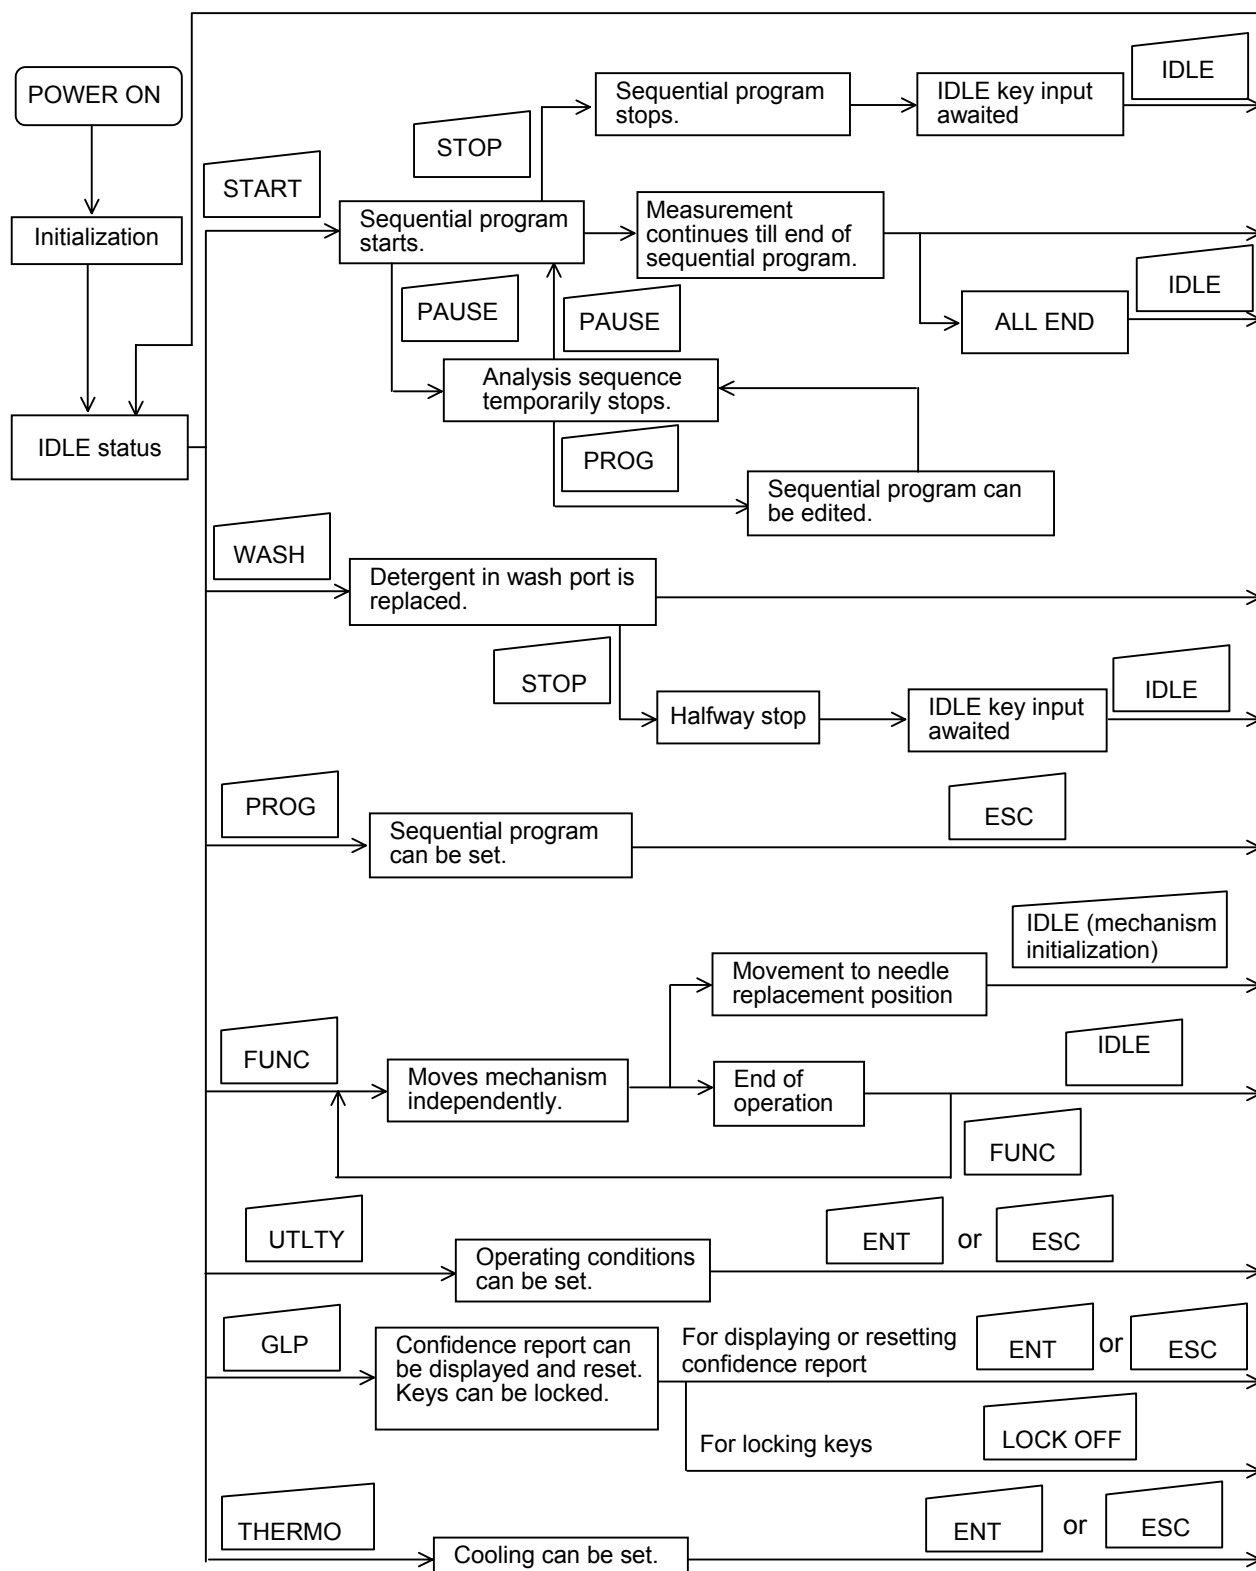 POWER ON
Initialization
IDLE status
START
STOP
Sequential program
stops.
IDLE key input
awaited
IDLE
Sequential program
starts.
Measurement
continues till end of
sequential program.
IDLE
ALL END
PAUSE
PAUSE
Analysis sequence
temporarily stops.
PROG
Sequential program can
be edited.
WASH
Detergent in wash port is
replaced.
STOP
Halfway stop
IDLE key input
awaited
IDLE
PROG
Sequential program
can be set.
ESC
IDLE (mechanism
initialization)
Movement to needle
replacement position
FUNC
Moves mechanism
independently.
End of
operation
IDLE
FUNC
UTLTY
Operating conditions
can be set.
ENT or ESC
GLP
Confidence report can
be displayed and reset.
Keys can be locked.
For displaying or resetting
confidence report
ENT or ESC
For locking keys
LOCK OFF
THERMO
Cooling can be set.
ENT or ESC